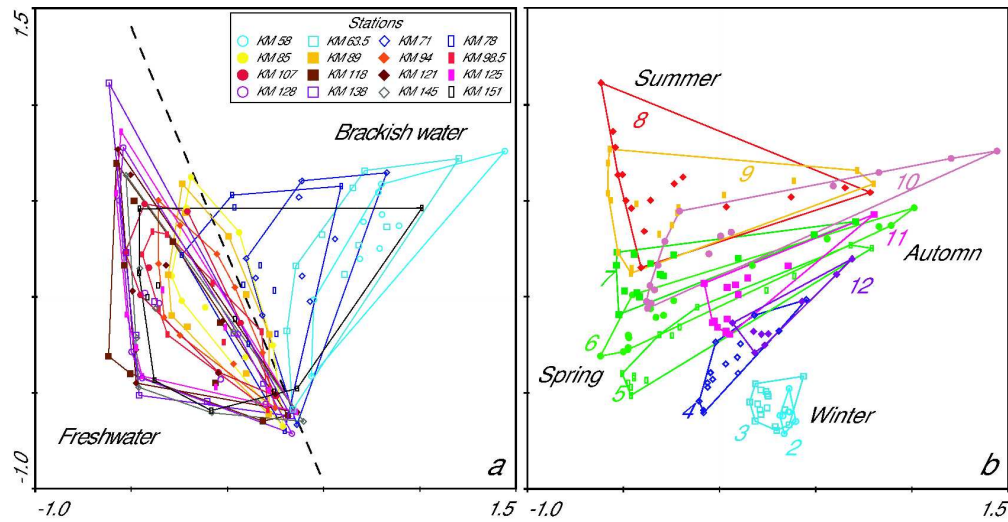 1.5
Stations
KM 58 KM 63.5 KM 71 KM 78
KM 85 KM 89 KM 94 KM 98.5
KM 107 KM 118 KM 121 KM 125
KM 128 KM 138 KM 145 KM 151
Brackish water
Freshwater
a
-1.0
-1.0 1.5
Summer
8
9
10
11
Automn
12
7
6
Spring
5
4
3
2
Winter
b
-1.0 1.5